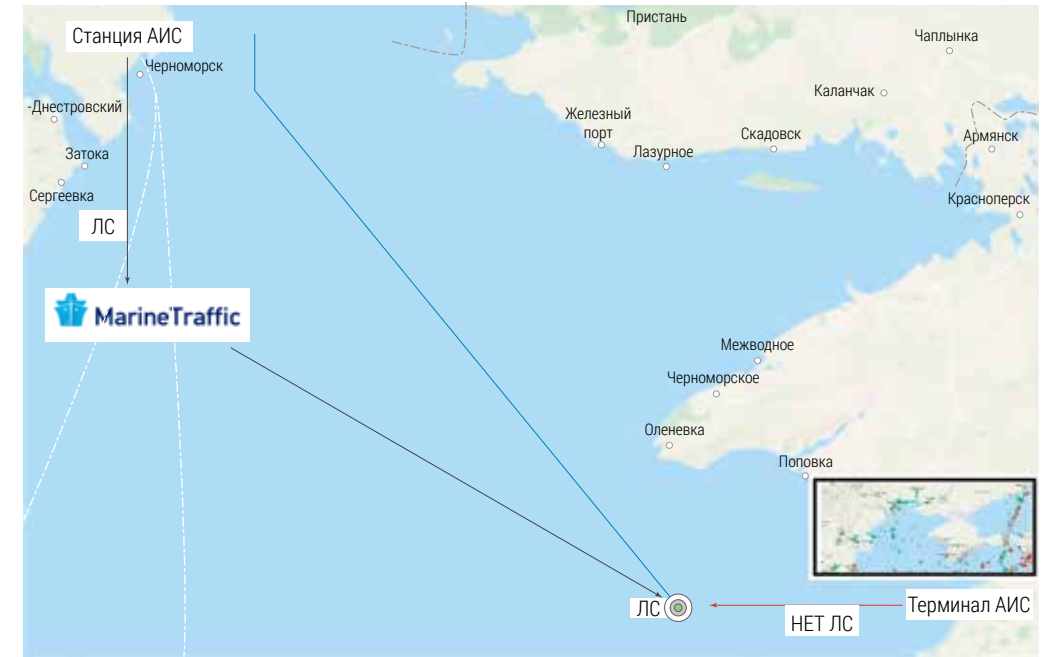 Станция АИС
Пристань
Чаплынка
Черноморск
Каланчак
-Днестровский
Железный
порт
Скадовск
Армянск
Лазурное
Затока
Сергеевка
Красноперск
ЛС
MarineTraffic
Межводное
Черноморское
Оленевка
Поповка
ЛС
НЕТ ЛС
Терминал АИС